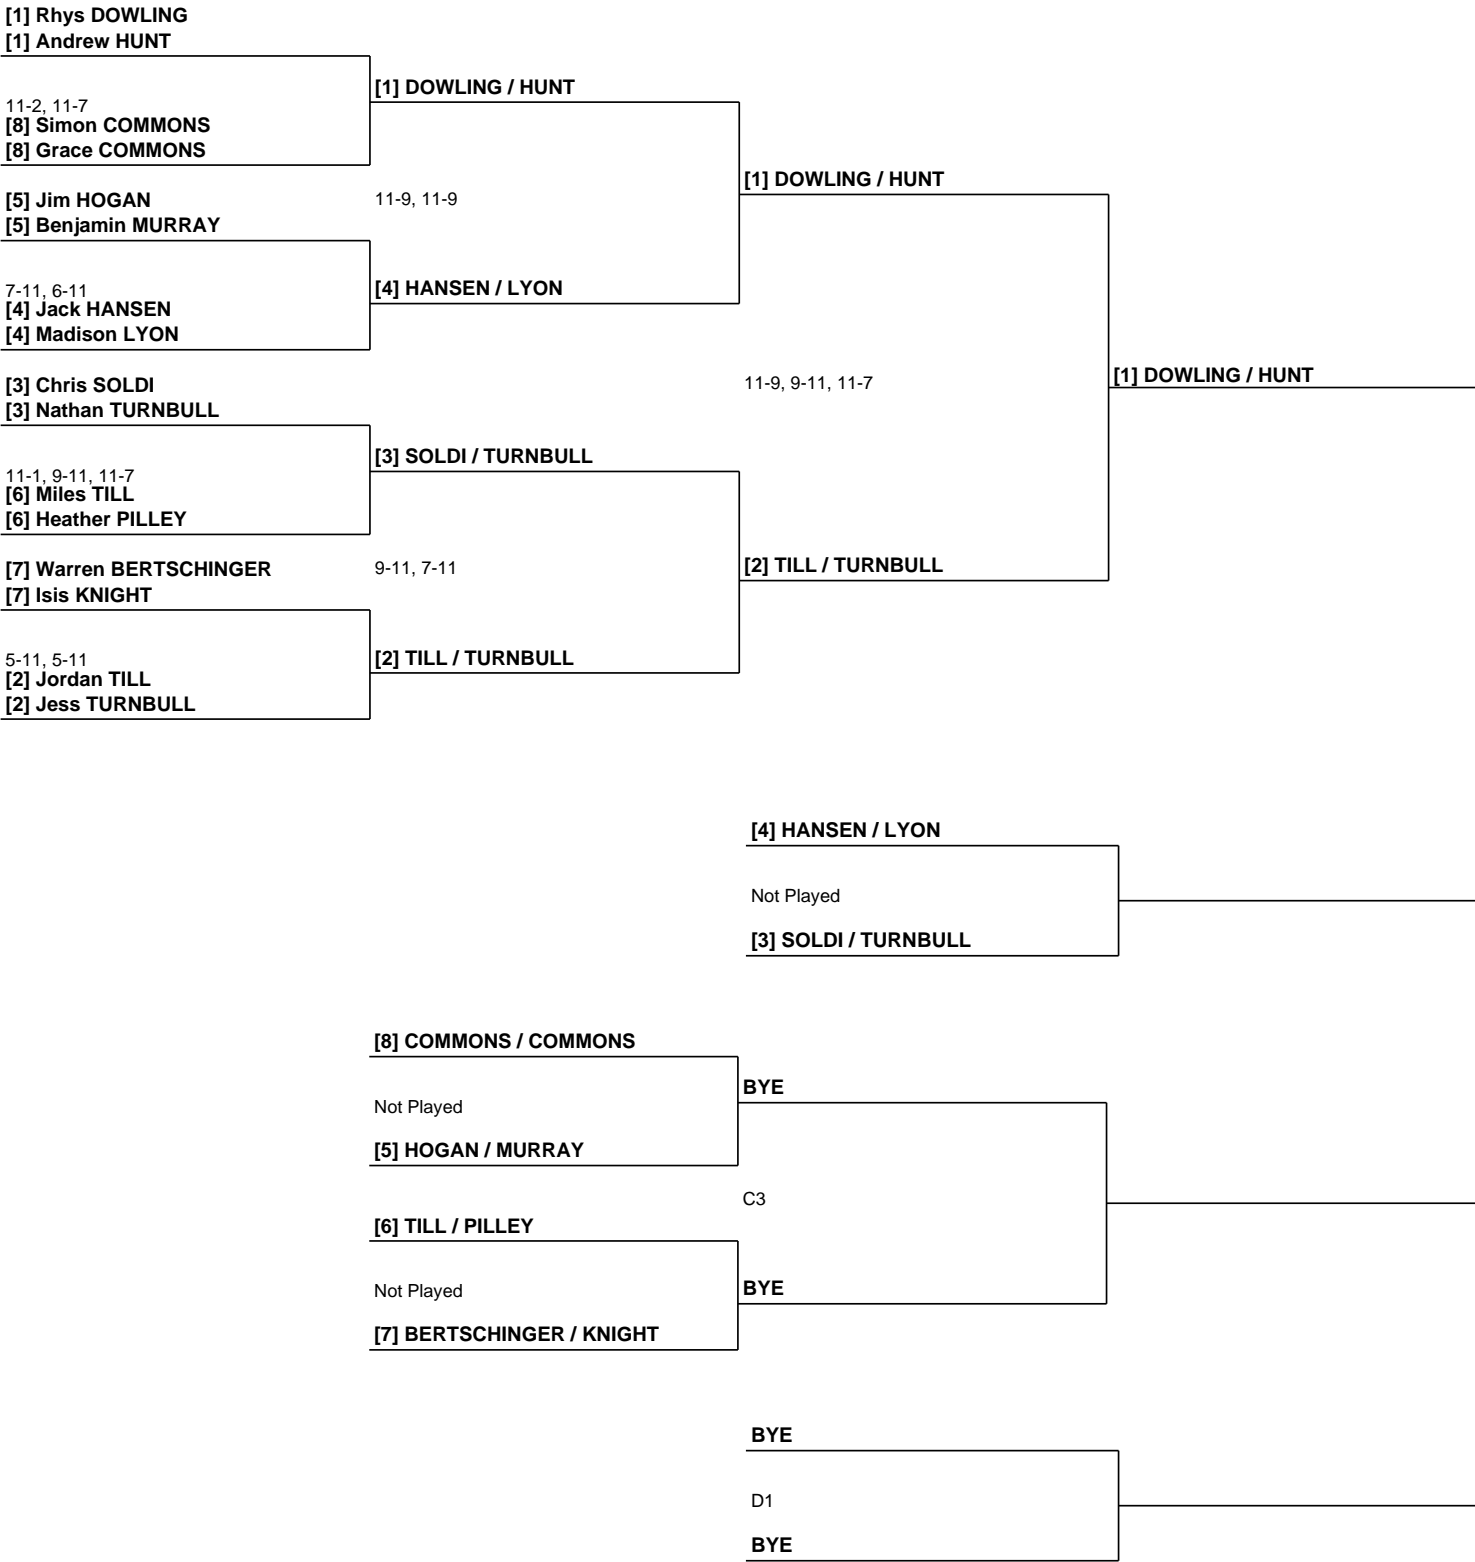 [1] Rhys DOWLING
[1] Andrew HUNT
[1] DOWLING / HUNT
11-2, 11-7
[8] Simon COMMONS
[8] Grace COMMONS
[1] DOWLING / HUNT
[5] Jim HOGAN
11-9, 11-9
[5] Benjamin MURRAY
[4] HANSEN / LYON
7-11, 6-11
[4] Jack HANSEN
[4] Madison LYON
[1] DOWLING / HUNT
[3] Chris SOLDI
11-9, 9-11, 11-7
[3] Nathan TURNBULL
[3] SOLDI / TURNBULL
11-1, 9-11, 11-7
[6] Miles TILL
[6] Heather PILLEY
[2] TILL / TURNBULL
[7] Warren BERTSCHINGER
9-11, 7-11
[7] Isis KNIGHT
[2] TILL / TURNBULL
5-11, 5-11
[2] Jordan TILL
[2] Jess TURNBULL
[4] HANSEN / LYON
Not Played
[3] SOLDI / TURNBULL
[8] COMMONS / COMMONS
BYE
Not Played
[5] HOGAN / MURRAY
C3
[6] TILL / PILLEY
BYE
Not Played
[7] BERTSCHINGER / KNIGHT
BYE
D1
BYE